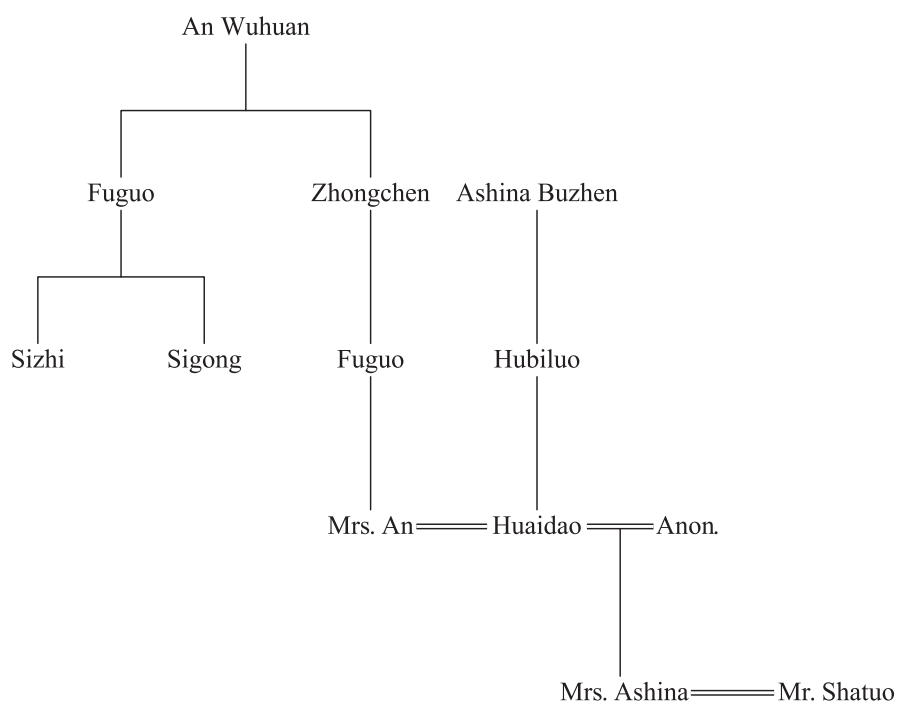 An Wuhuan
Fuguo
Zhongchen
Ashina Buzhen
Sizhi
Sigong
Fuguo
Hubiluo
Mrs. An
Huaidao
Anon.
Mrs. Ashina
Mr. Shatuo